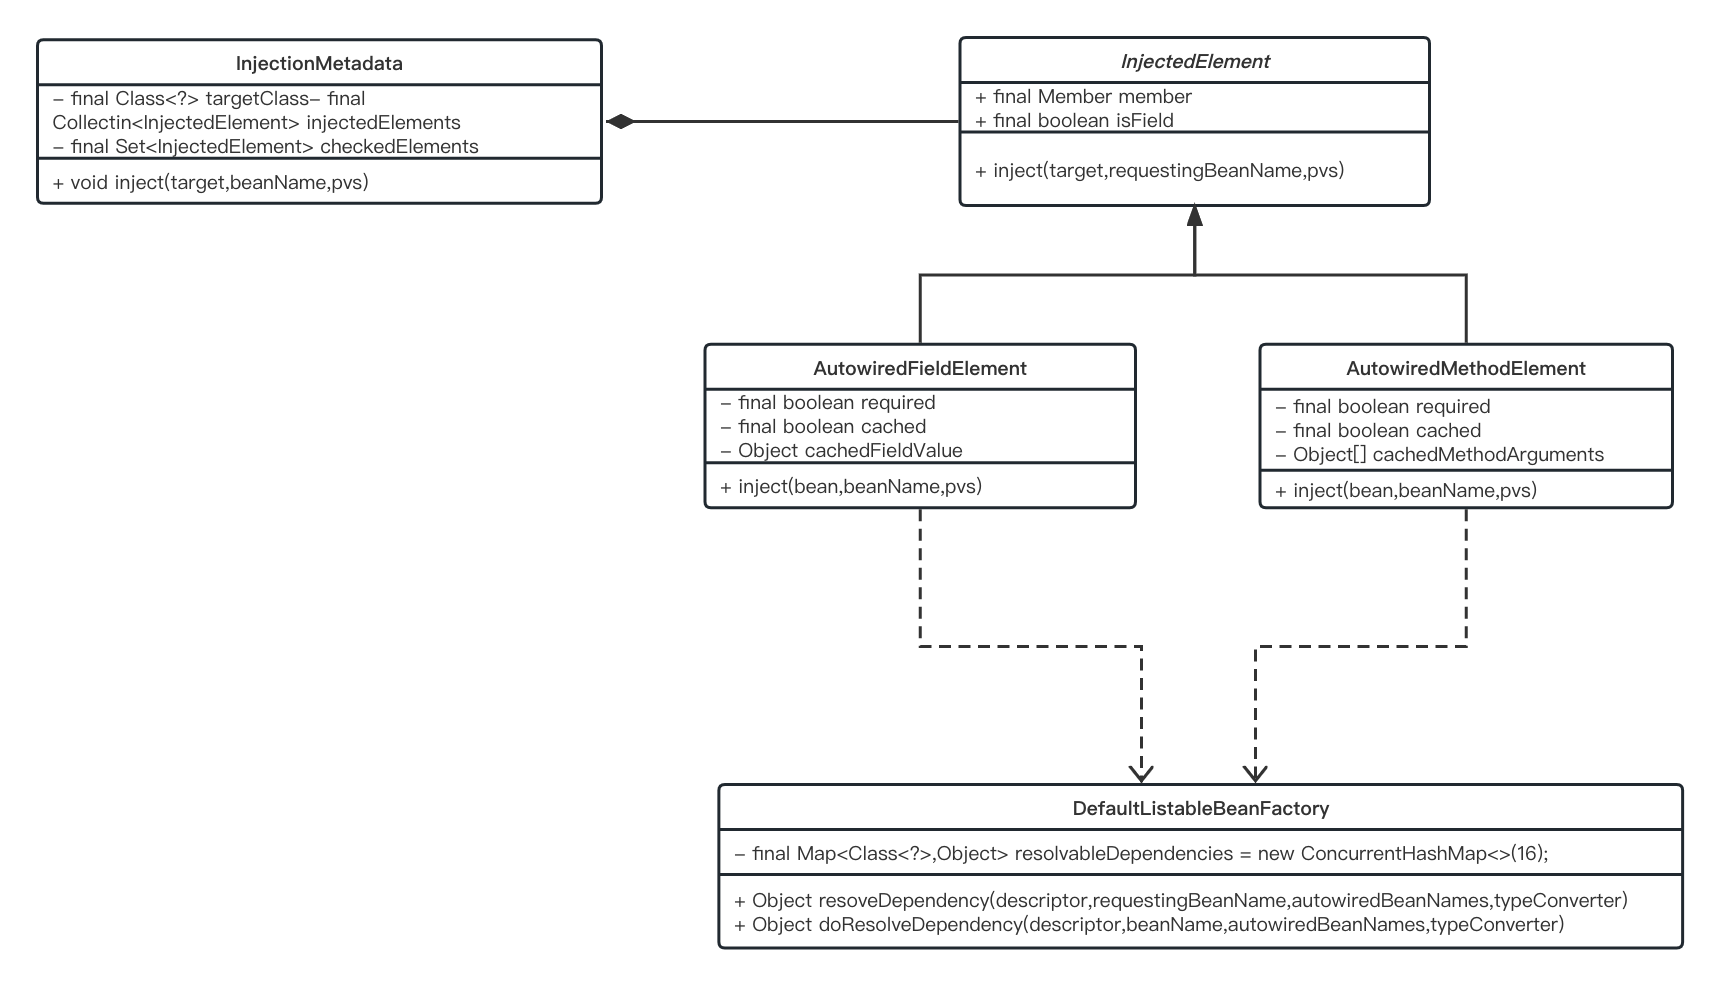 InjectionMetadata
– final Class<?> targetClass– final
Collectin<InjectedElement> injectedElements
– final Set<InjectedElement> checkedElements
+ void inject(target,beanName,pvs)
InjectedElement
+ final Member member
+ final boolean isField
+ inject(target,requestingBeanName,pvs)
AutowiredFieldElement
– final boolean required
– final boolean cached
– Object cachedFieldValue
+ inject(bean,beanName,pvs)
AutowiredMethodElement
– final boolean required
– final boolean cached
– Object[] cachedMethodArguments
+ inject(bean,beanName,pvs)
DefaultListableBeanFactory
– final Map<Class<?>,Object> resolvableDependencies = new ConcurrentHashMap<>(16);
+ Object resoveDependency(descriptor,requestingBeanName,autowiredBeanNames,typeConverter)
+ Object doResolveDependency(descriptor,beanName,autowiredBeanNames,typeConverter)